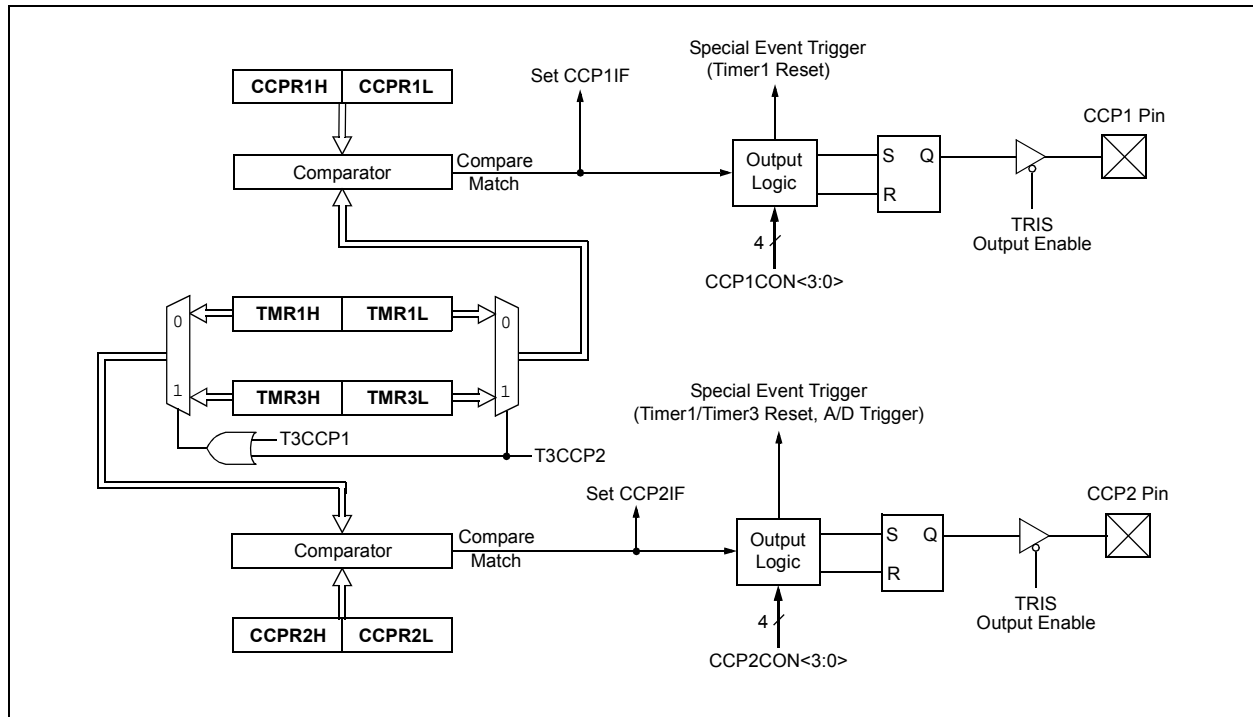 Special Event Trigger
(Timer1 Reset)
Set CCP1IF
CCPR1H CCPR1L
CCP1 Pin
Comparator
Compare
Match
Output
Logic
S Q
R
TRIS
Output Enable
4
CCP1CON<3:0>
0 TMR1H TMR1L 0
1 TMR3H TMR3L 1
T3CCP1
T3CCP2
Special Event Trigger
(Timer1/Timer3 Reset, A/D Trigger)
Set CCP2IF
CCP2 Pin
Comparator
Compare
Match
Output
Logic
S Q
R
TRIS
Output Enable
4
CCPR2H CCPR2L
CCP2CON<3:0>